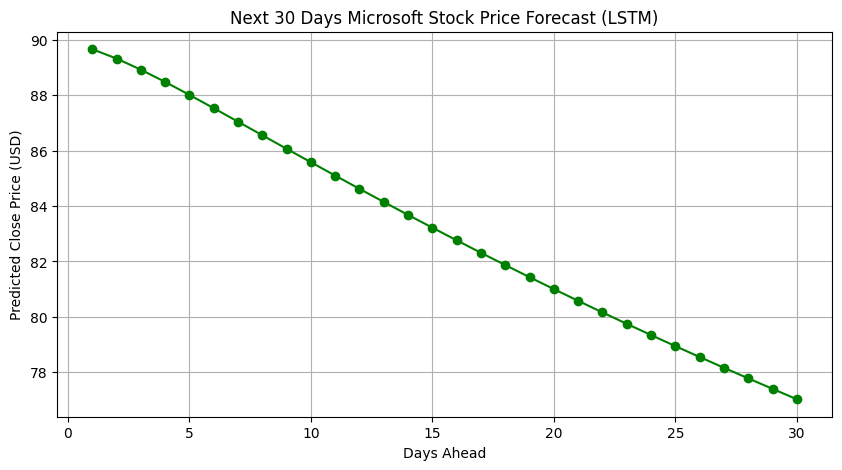 Next 30 Days Microsoft Stock Price Forecast (LSTM)
Predicted Close Price (USD)
90
88
86
84
82
80
78
0 5 10 15 20 25 30
Days Ahead